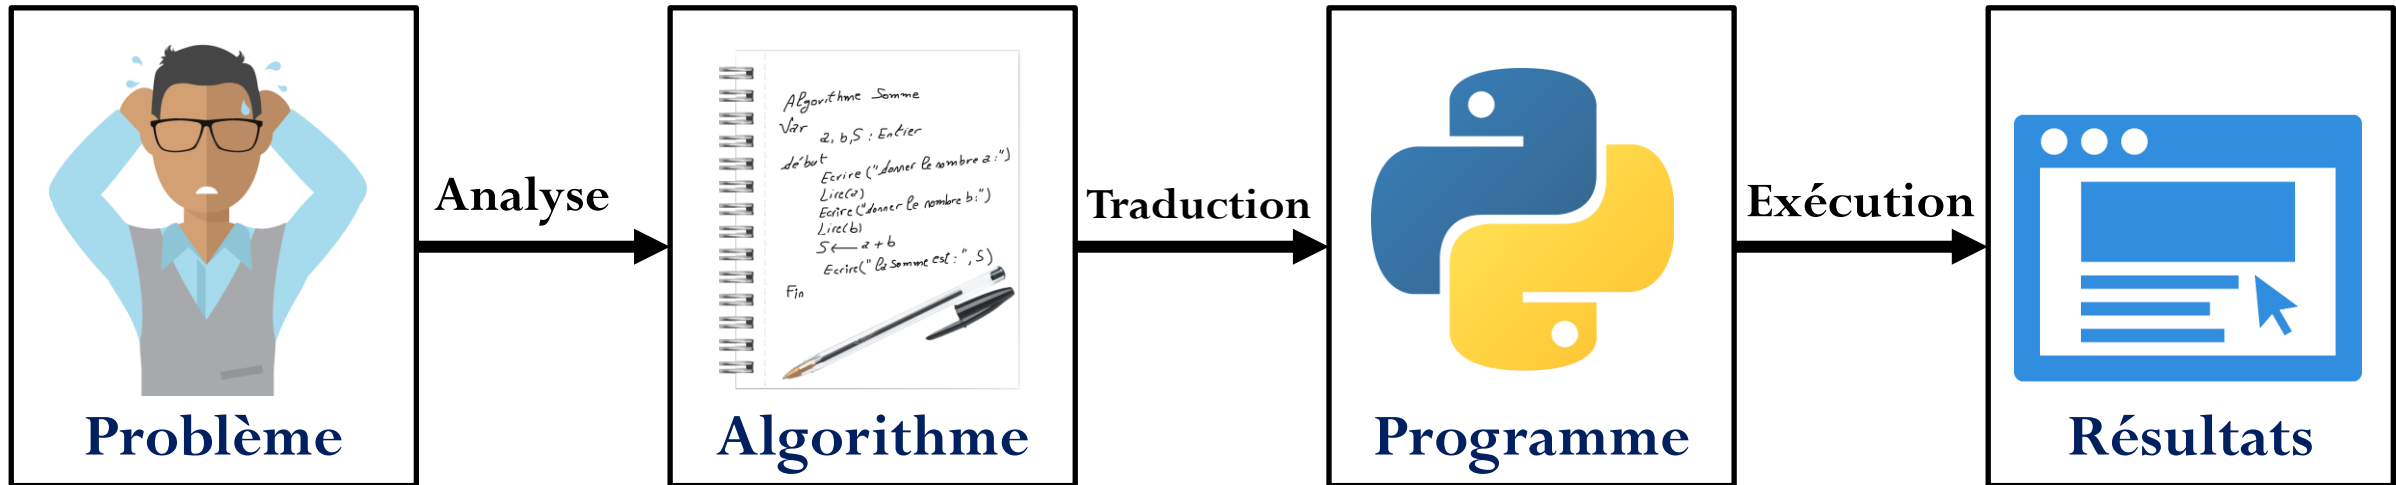 Analyse
Traduction
Exécution
Algorithme Somme
Var
a, b, S : Entier
début
Ecrire ("donner le nombre a :")
Lire(a)
Ecrire ("donner le nombre b :")
Lire(b)
S ← a + b
Ecrire(" la somme est : ", S)
Fin
Problème
Algorithme
Programme
Résultats